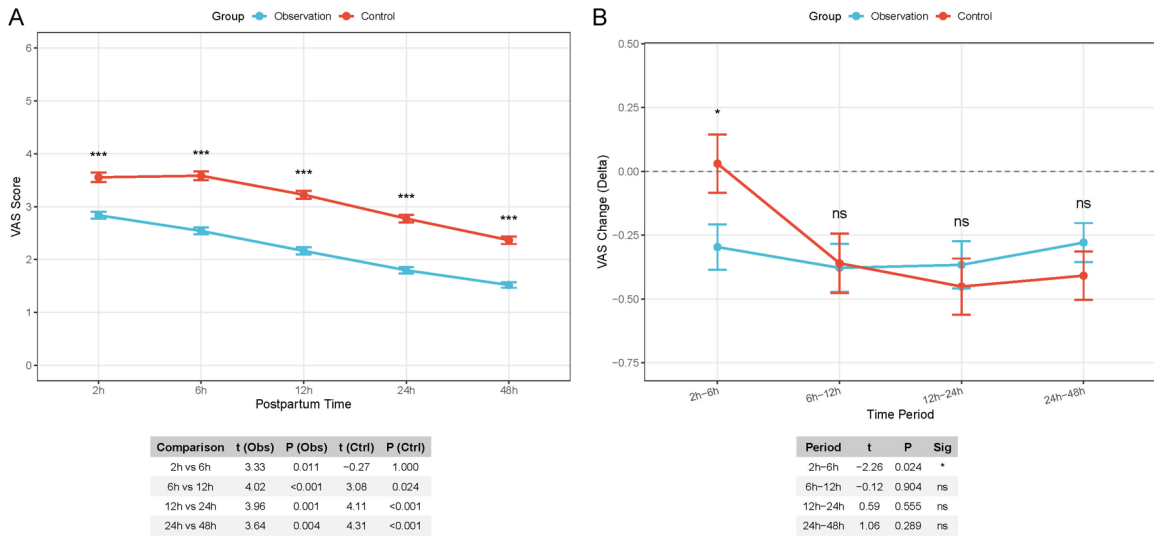 A
Group Observation Control
VAS Score
6
5
4
3
2
1
0
***
***
***
***
***
2h
6h
12h
24h
48h
Postpartum Time
Comparison t (Obs) P (Obs) t (Ctrl) P (Ctrl)
2h vs 6h 3.33 0.011 −0.27 1.000
6h vs 12h 4.02 <0.001 3.08 0.024
12h vs 24h 3.96 0.001 4.11 <0.001
24h vs 48h 3.64 0.004 4.31 <0.001
B
Group Observation Control
VAS Change (Delta)
0.50
0.25
0.00
−0.25
−0.50
−0.75
*
ns
ns
ns
2h−6h
6h−12h
12h−24h
24h−48h
Time Period
Period t P Sig
2h−6h −2.26 0.024 *
6h−12h −0.12 0.904 ns
12h−24h 0.59 0.555 ns
24h−48h 1.06 0.289 ns